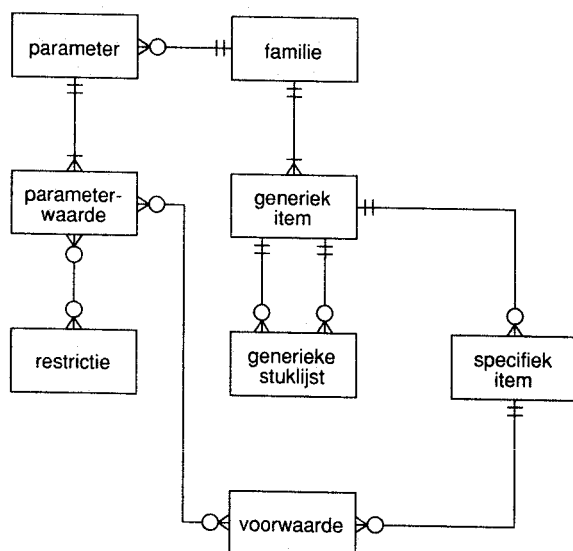 parameter
familie
parameter-
waarde
generiek
item
restrictie
generieke
stuklijst
specifiek
item
voorwaarde